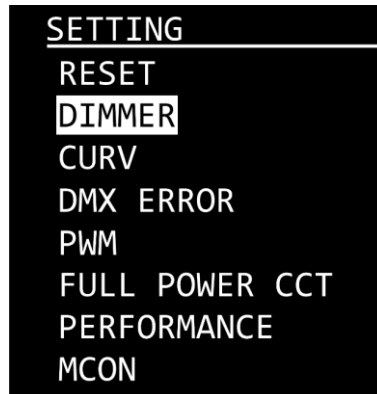 SETTING
RESET
DIMMER
CURV
DMX ERROR
PWM
FULL POWER CCT
PERFORMANCE
MCON